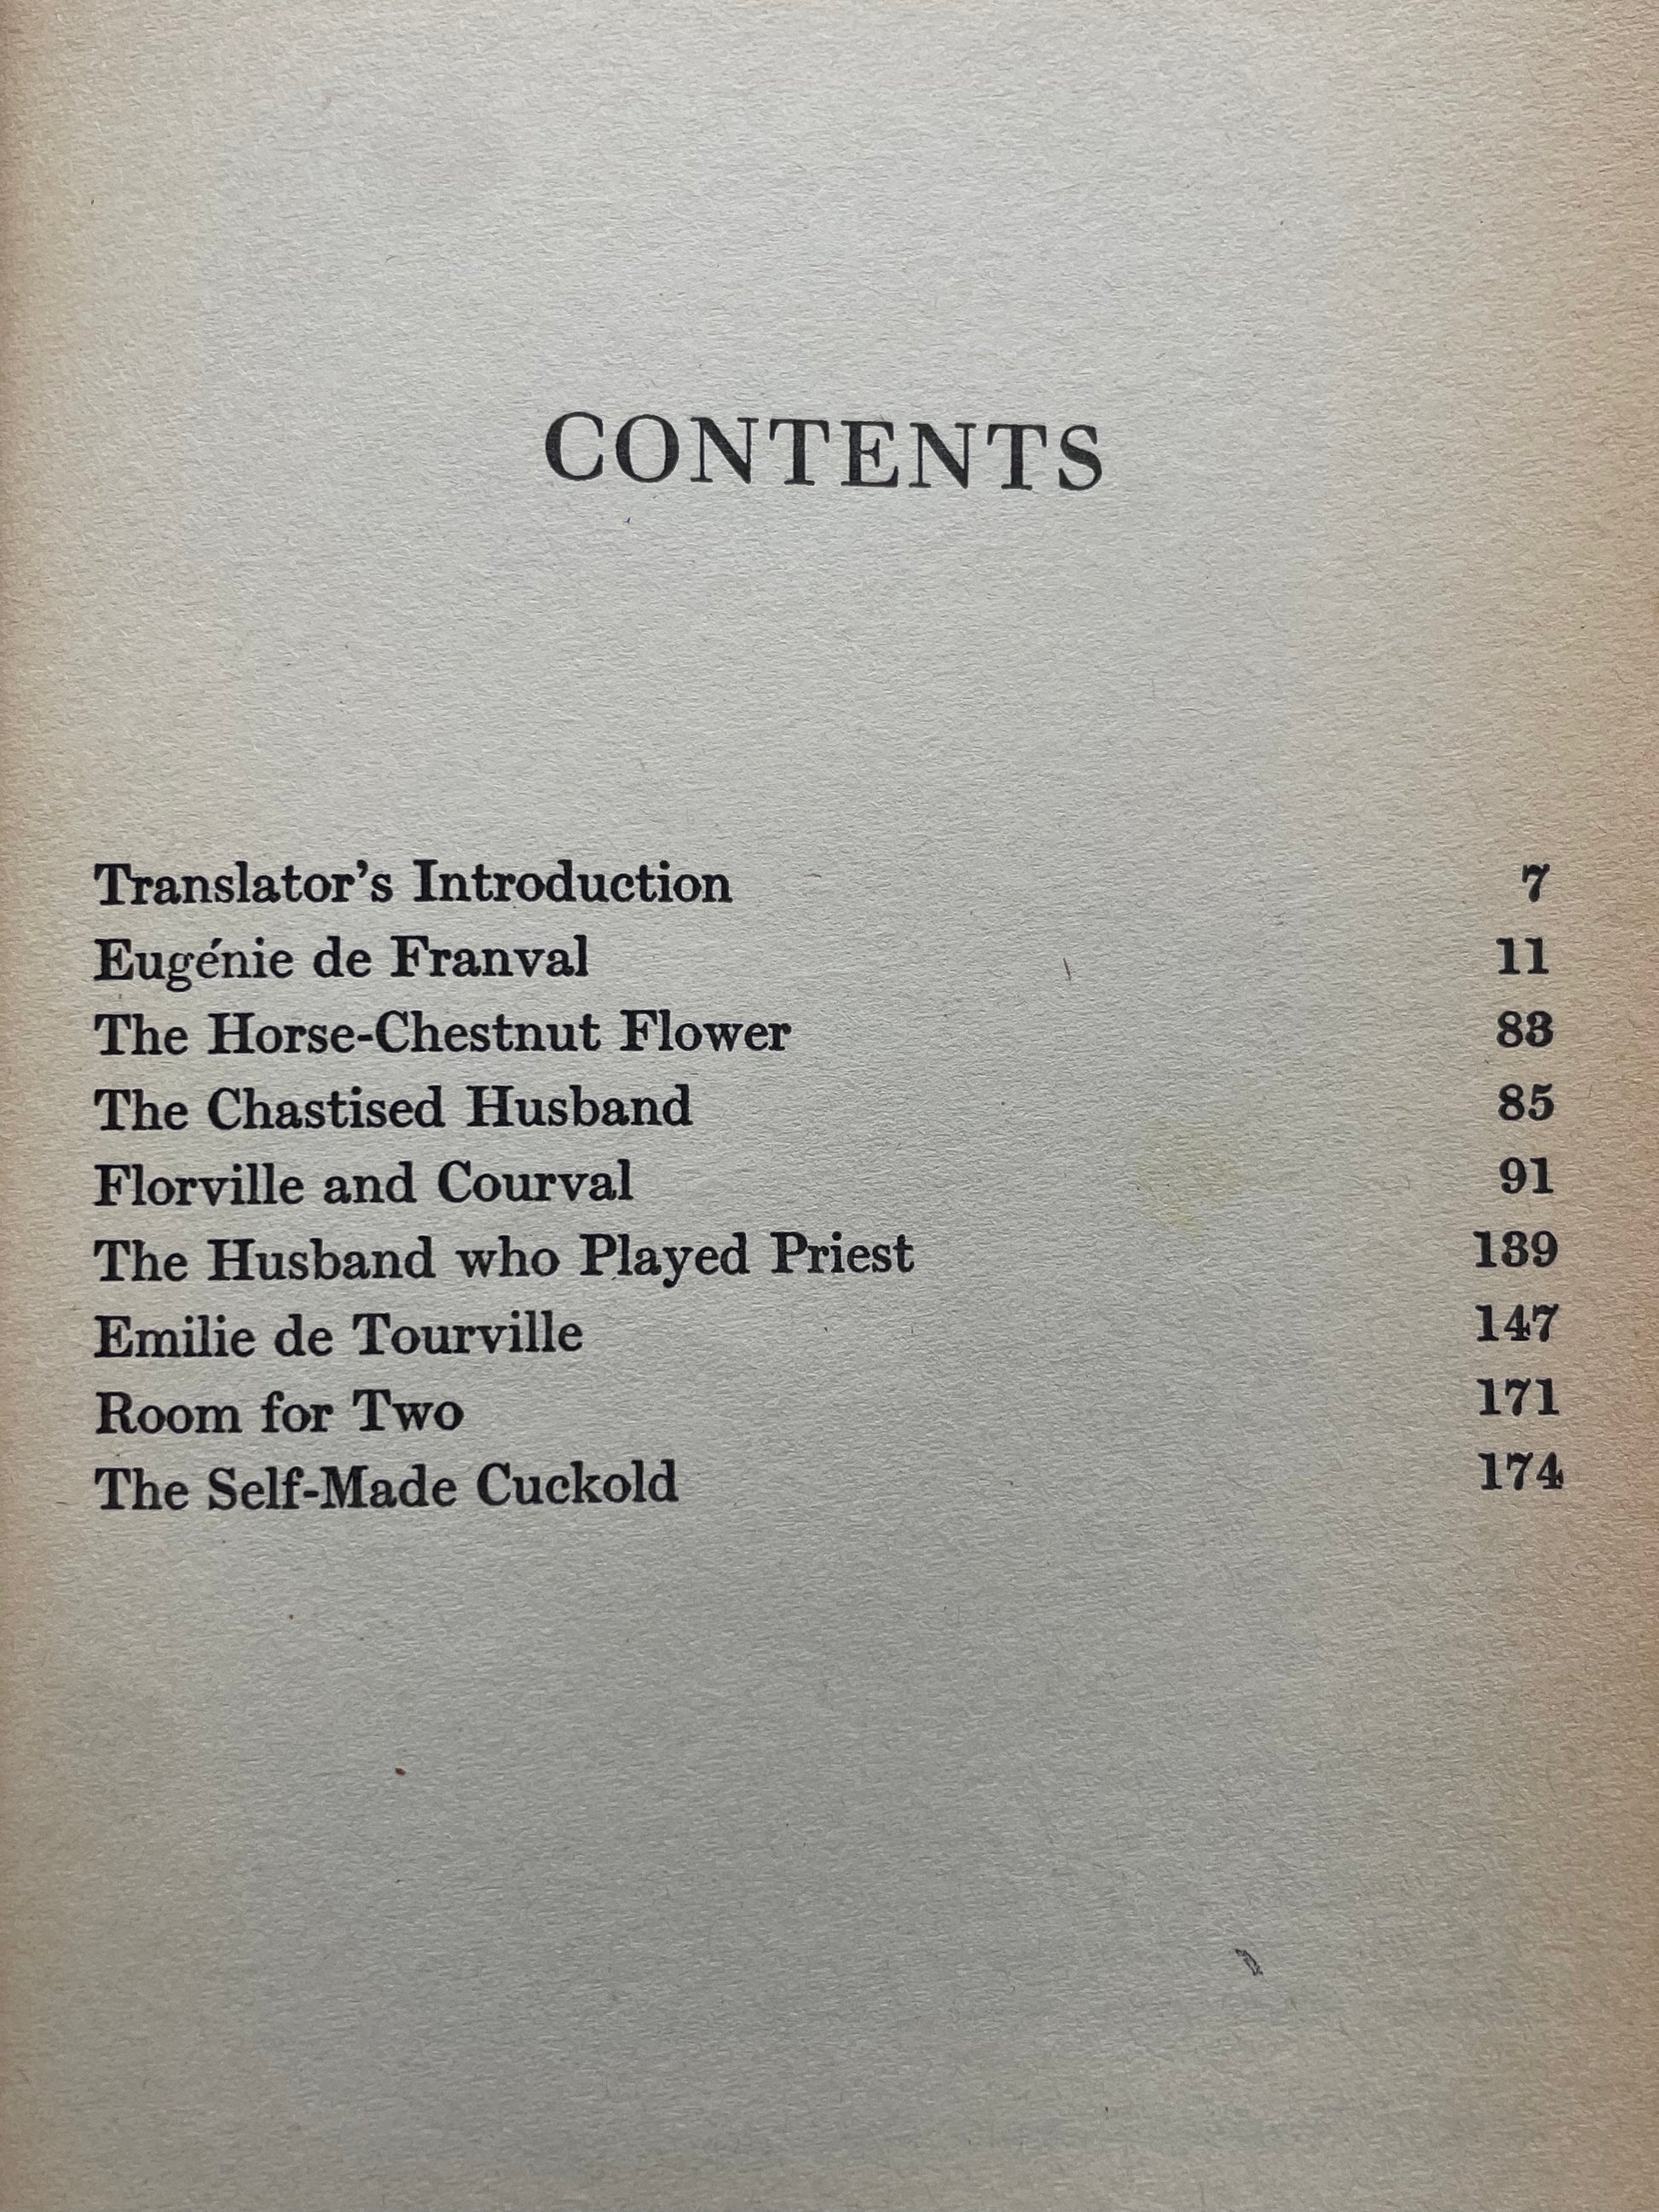 CONTENTS
Translator's Introduction 7
Eugénie de Franval 11
The Horse-Chestnut Flower 83
The Chastised Husband 85
Florville and Courval 91
The Husband who Played Priest 139
Emilie de Tourville 147
Room for Two 171
The Self-Made Cuckold 174